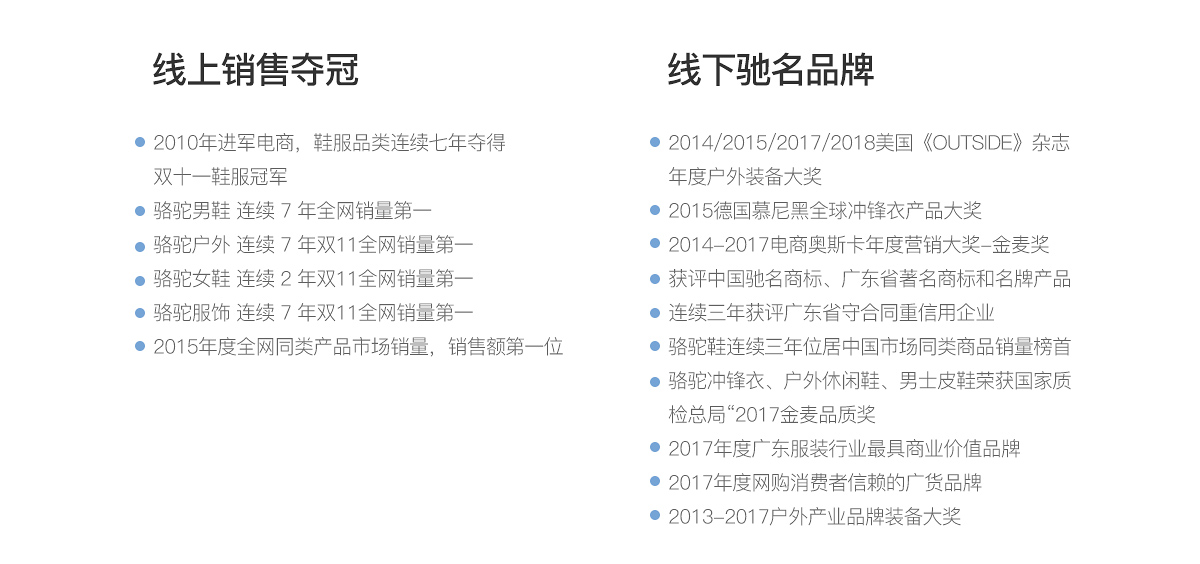 线上销售夺冠
2010年进军电商，鞋服品类连续七年夺得
双十一鞋服冠军
骆驼男鞋 连续 7 年全网销量第一
骆驼户外 连续 7 年双11全网销量第一
骆驼女鞋 连续 2 年双11全网销量第一
骆驼服饰 连续 7 年双11全网销量第一
2015年度全网同类产品市场销量，销售额第一位
线下驰名品牌
2014/2015/2017/2018美国《OUTSIDE》杂志
年度户外装备大奖
2015德国慕尼黑全球冲锋衣产品大奖
2014-2017电商奥斯卡年度营销大奖-金麦奖
获评中国驰名商标、广东省著名商标和名牌产品
连续三年获评广东省守合同重信用企业
骆驼鞋连续三年位居中国市场同类商品销量榜首
骆驼冲锋衣、户外休闲鞋、男士皮鞋荣获国家质
检总局“2017金麦品质奖
2017年度广东服装行业最具商业价值品牌
2017年度网购消费者信赖的广货品牌
2013-2017户外产业品牌装备大奖